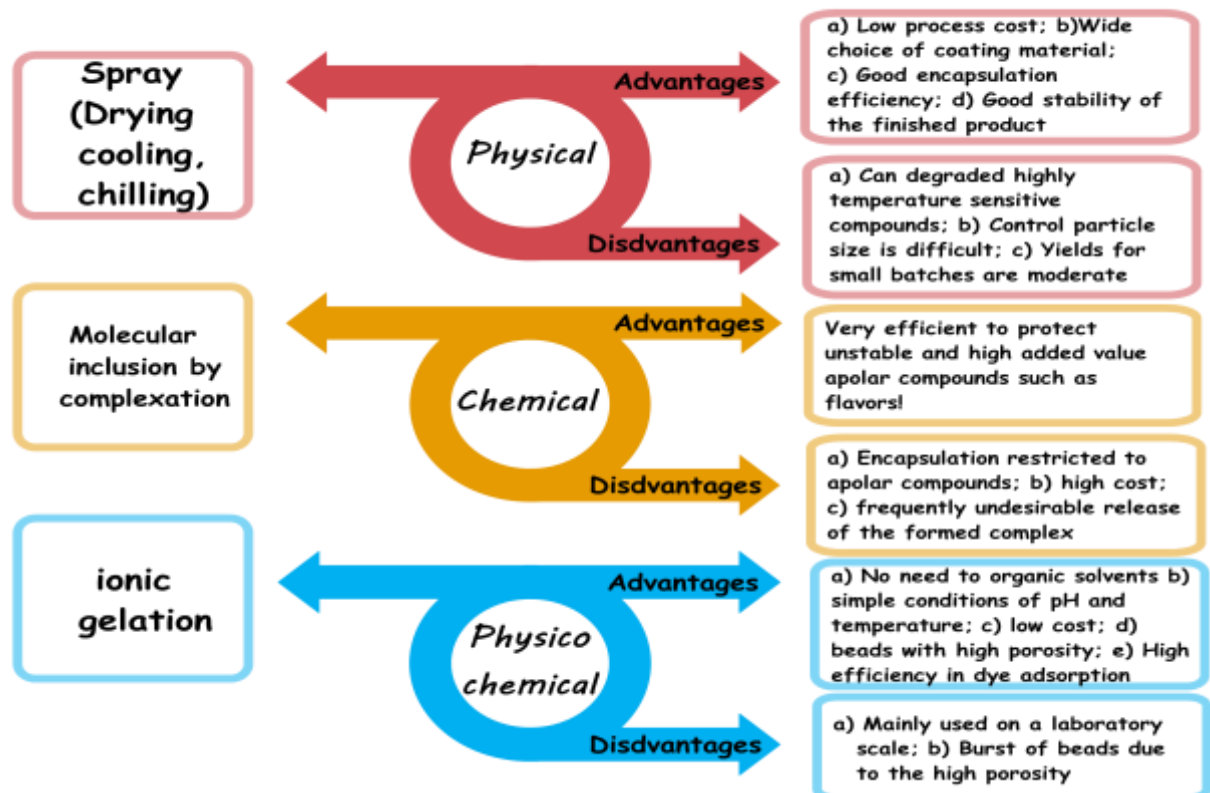 Spray
(Drying
cooling,
chilling)
Physical
Advantages
a) Low process cost; b)Wide
choice of coating material;
c) Good encapsulation
efficiency; d) Good stability of
the finished product
Disdvantages
a) Can degraded highly
temperature sensitive
compounds; b) Control particle
size is difficult; c) Yields for
small batches are moderate
Molecular
inclusion by
complexation
Chemical
Advantages
Very efficient to protect
unstable and high added value
apolar compounds such as
flavors!
Disdvantages
a) Encapsulation restricted to
apolar compounds; b) high cost;
c) frequently undesirable release
of the formed complex
ionic
gelation
Physico
chemical
Advantages
a) No need to organic solvents b)
simple conditions of pH and
temperature; c) low cost; d)
beads with high porosity; e) High
efficiency in dye adsorption
Disdvantages
a) Mainly used on a laboratory
scale; b) Burst of beads due
to the high porosity